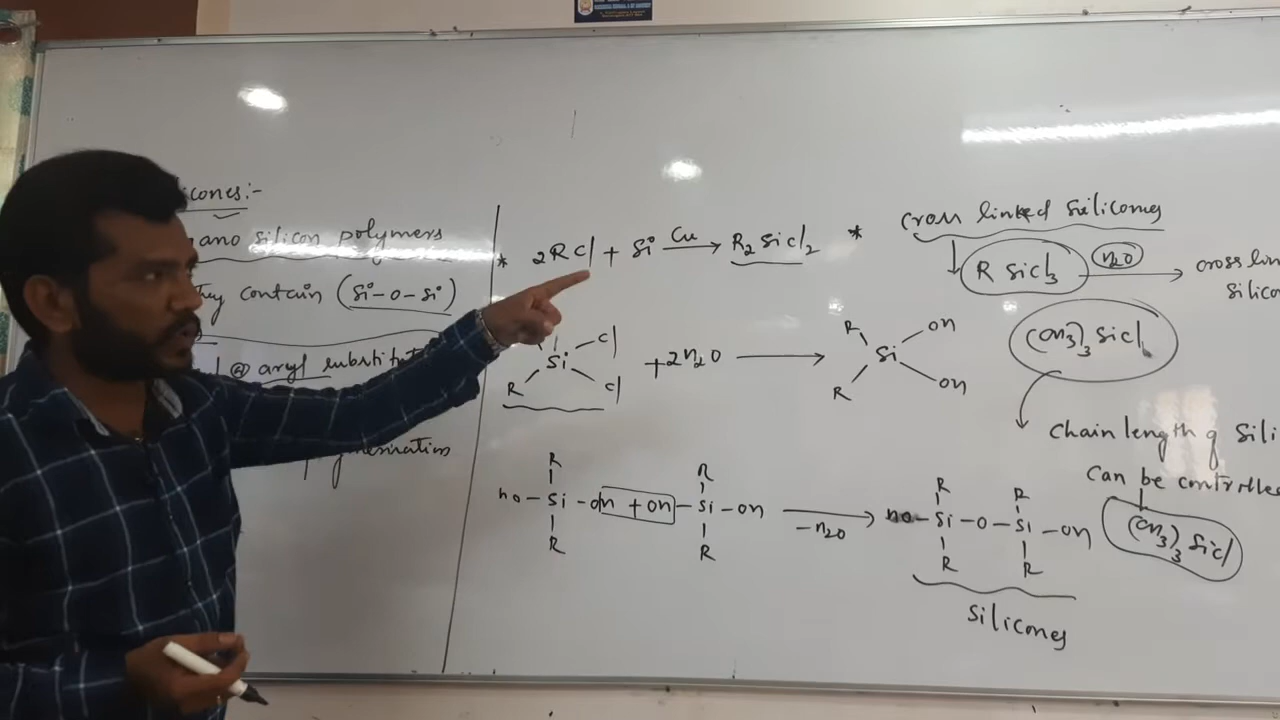 icones:-
ano silicon polymers
hey contain (Si-o-Si)
l @ aryl substitut
polymerisation
* 2RCl + Si Cu → R2SiCl2
R Si Cl Cl + 2H2O → R R Si OH OH
HO-Si-OH + OH-Si-OH → -H2O HO-Si-O-Si-OH
R R R R
R R R R
silicones
* cross linked silicones
R SiCl3 H2O → cross lin
silico
(CH3)3 SiCl
chain length of Sili
can be controlle
(CH3)3 SiCl